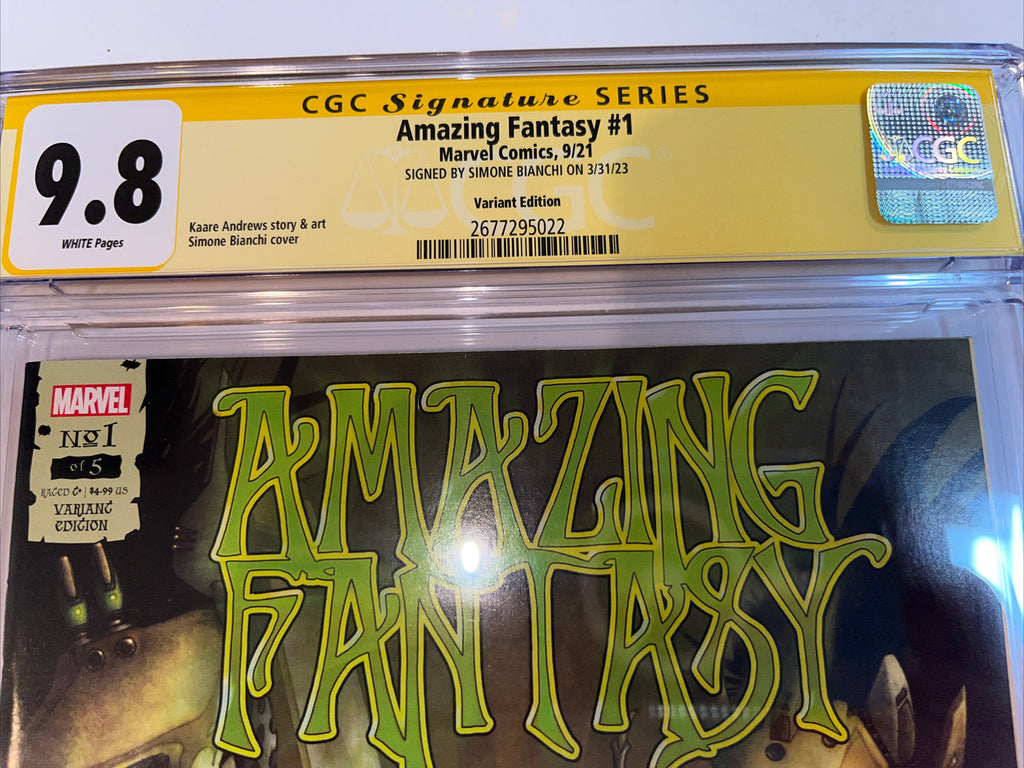 CGC Signature SERIES
9.8
WHITE Pages
Amazing Fantasy #1
Marvel Comics, 9/21
SIGNED BY SIMONE BIANCHI ON 3/31/23
Variant Edition
Kaare Andrews story & art
Simone Bianchi cover
2677295022
CGC
CGC
MARVEL
No1
of 5
RATED T+ | $4.99 US
VARIANT
EDITION
AMAZING
FANTASY